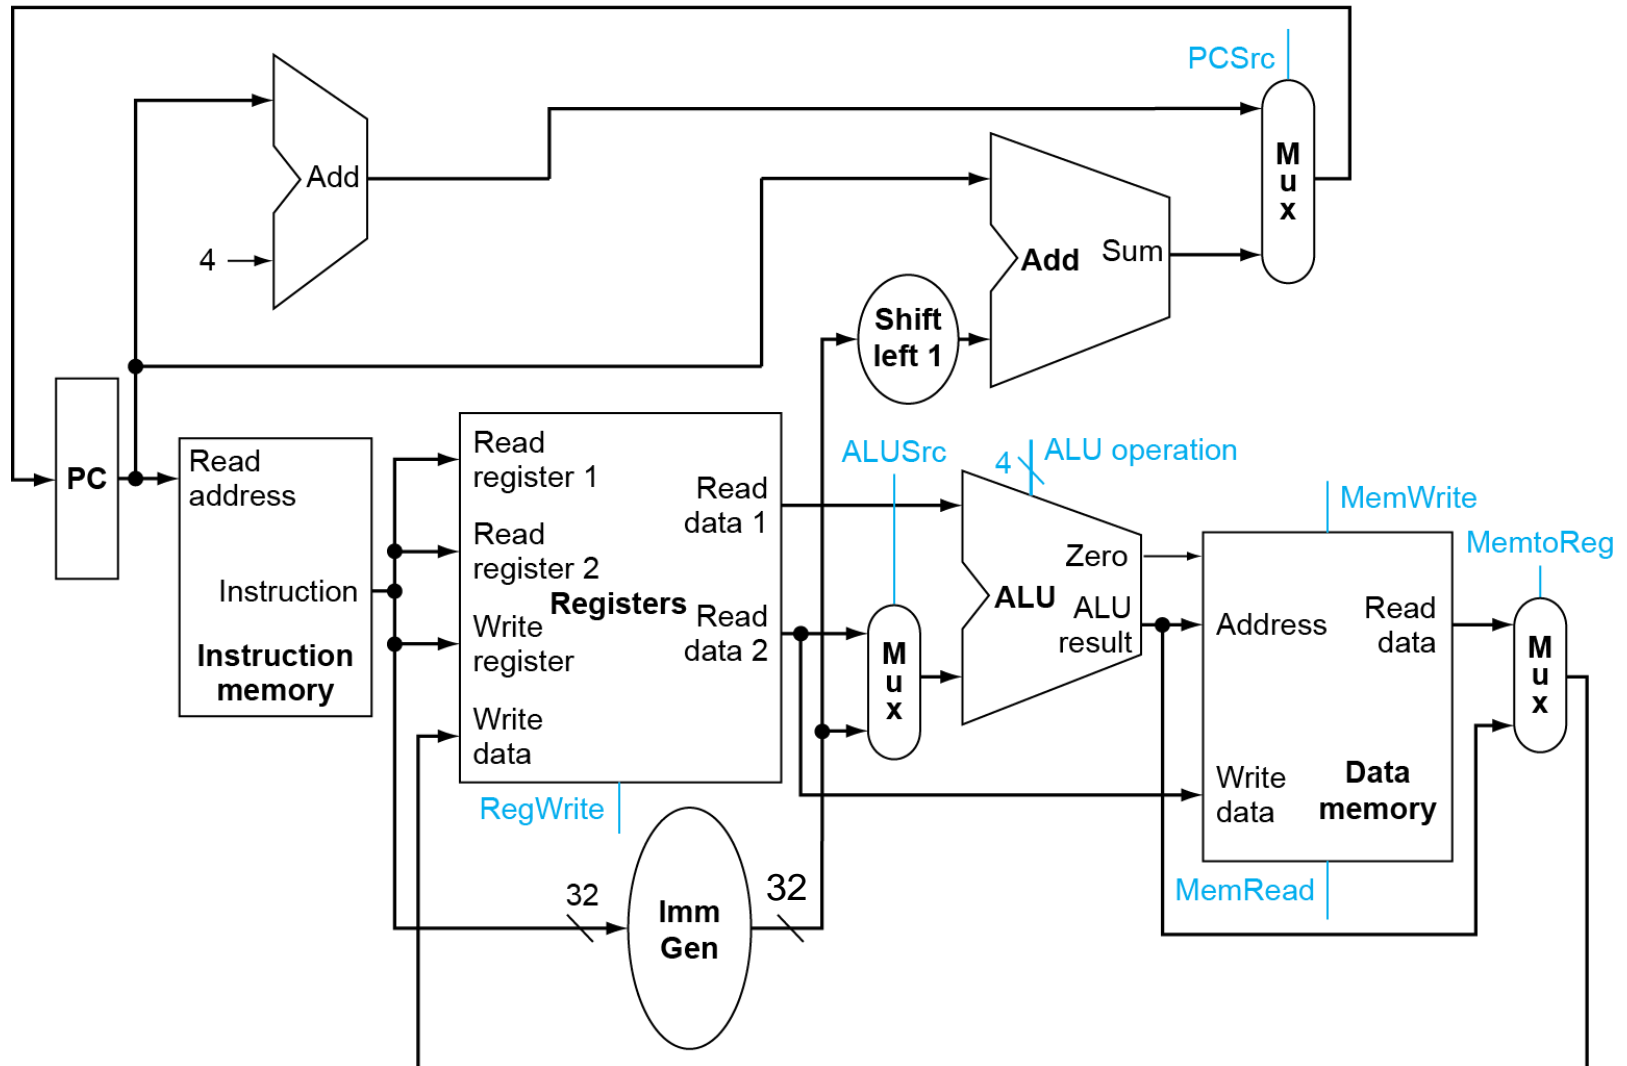 PCSrc
M
u
x
Add
4
Add
Sum
Shift
left 1
PC
Read
address
Instruction
Instruction
memory
Read
register 1
Read
register 2
Write
register
Write
data
Registers
Read
data 1
Read
data 2
RegWrite
32
Imm
Gen
32
ALUSrc
M
u
x
4
ALU operation
Zero
ALU
ALU
result
MemWrite
Address
Read
data
Write
data
Data
memory
MemRead
MemtoReg
M
u
x